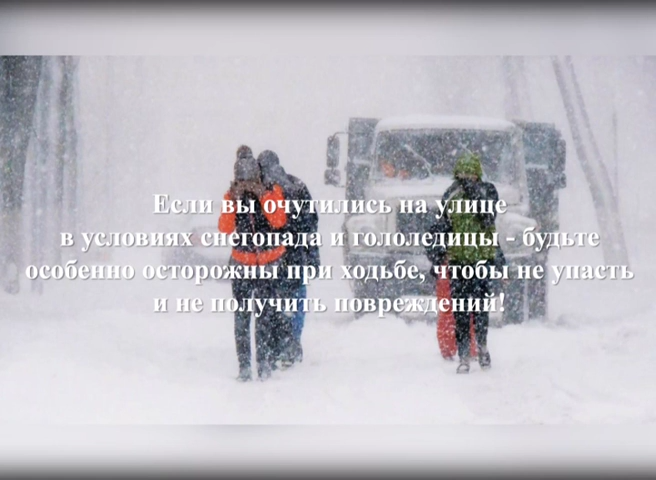 Если вы очутились на улице
в условиях снегопада и гололедицы - будьте
особенно осторожны при ходьбе, чтобы не упасть
и не получить повреждений!